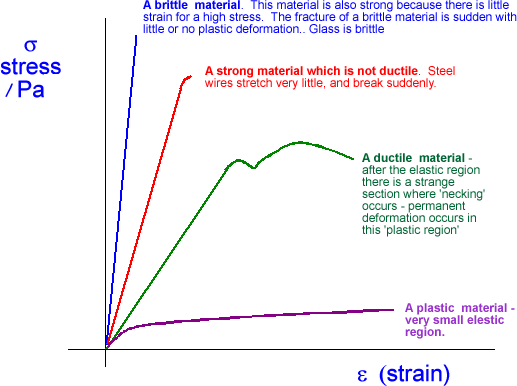 A brittle material. This material is also strong because there is little
strain for a high stress. The fracture of a brittle material is sudden with
little or no plastic deformation.. Glass is brittle
σ
stress
/ Pa
A strong material which is not ductile. Steel
wires stretch very little, and break suddenly.
A ductile material -
after the elastic region
there is a strange
section where 'necking'
occurs - permanent
deformation occurs in
this 'plastic region'
A plastic material -
very small elestic
region.
ε (strain)